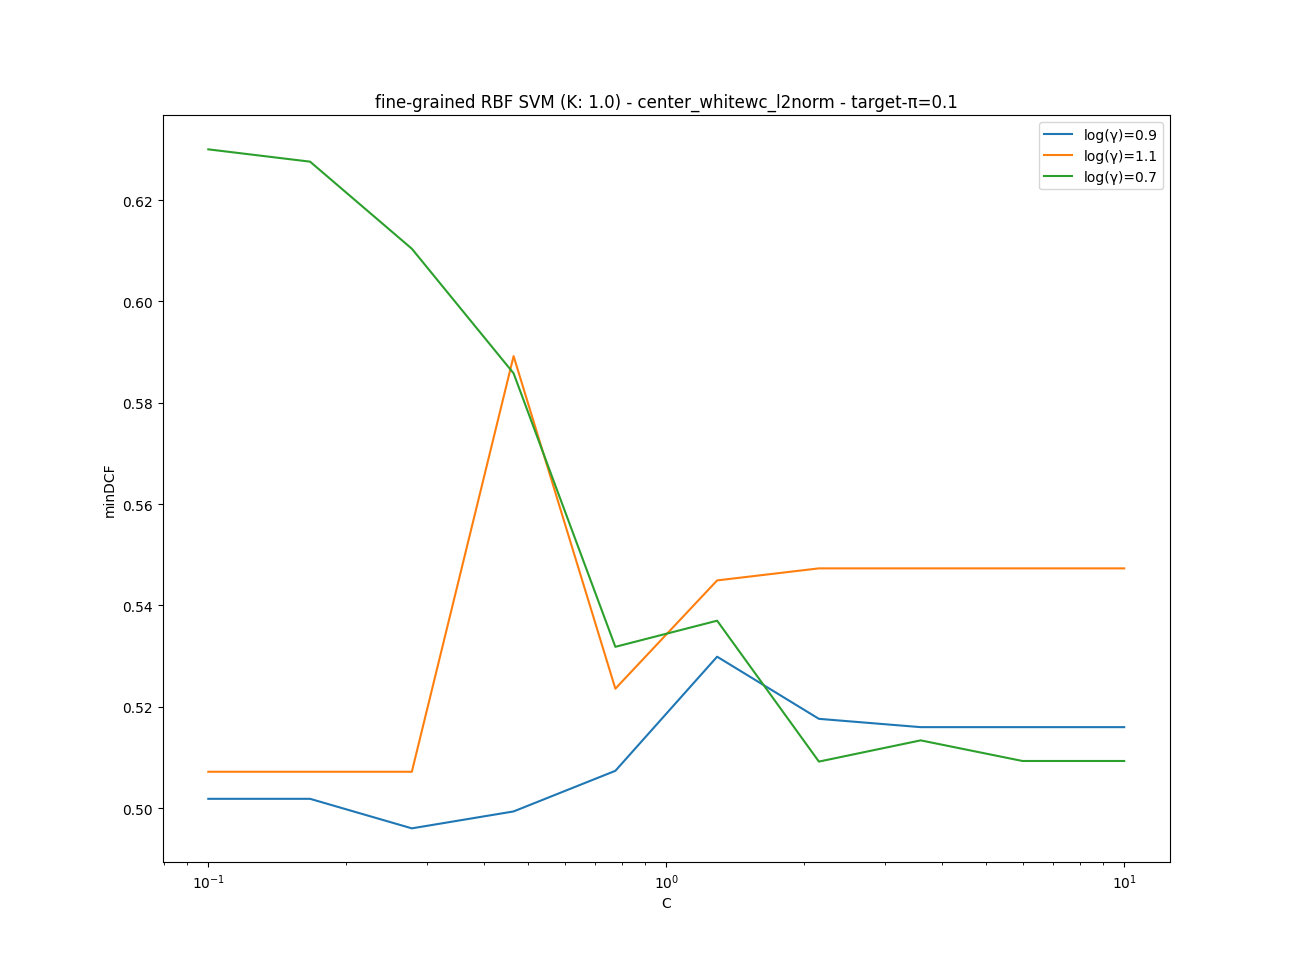 fine-grained RBF SVM (K: 1.0) - center_whitewc_l2norm - target-π=0.1
log(γ)=0.9
log(γ)=1.1
log(γ)=0.7
0.62
0.60
0.58
0.56
0.54
0.52
0.50
minDCF
10⁻¹ 10⁰ 10¹
C